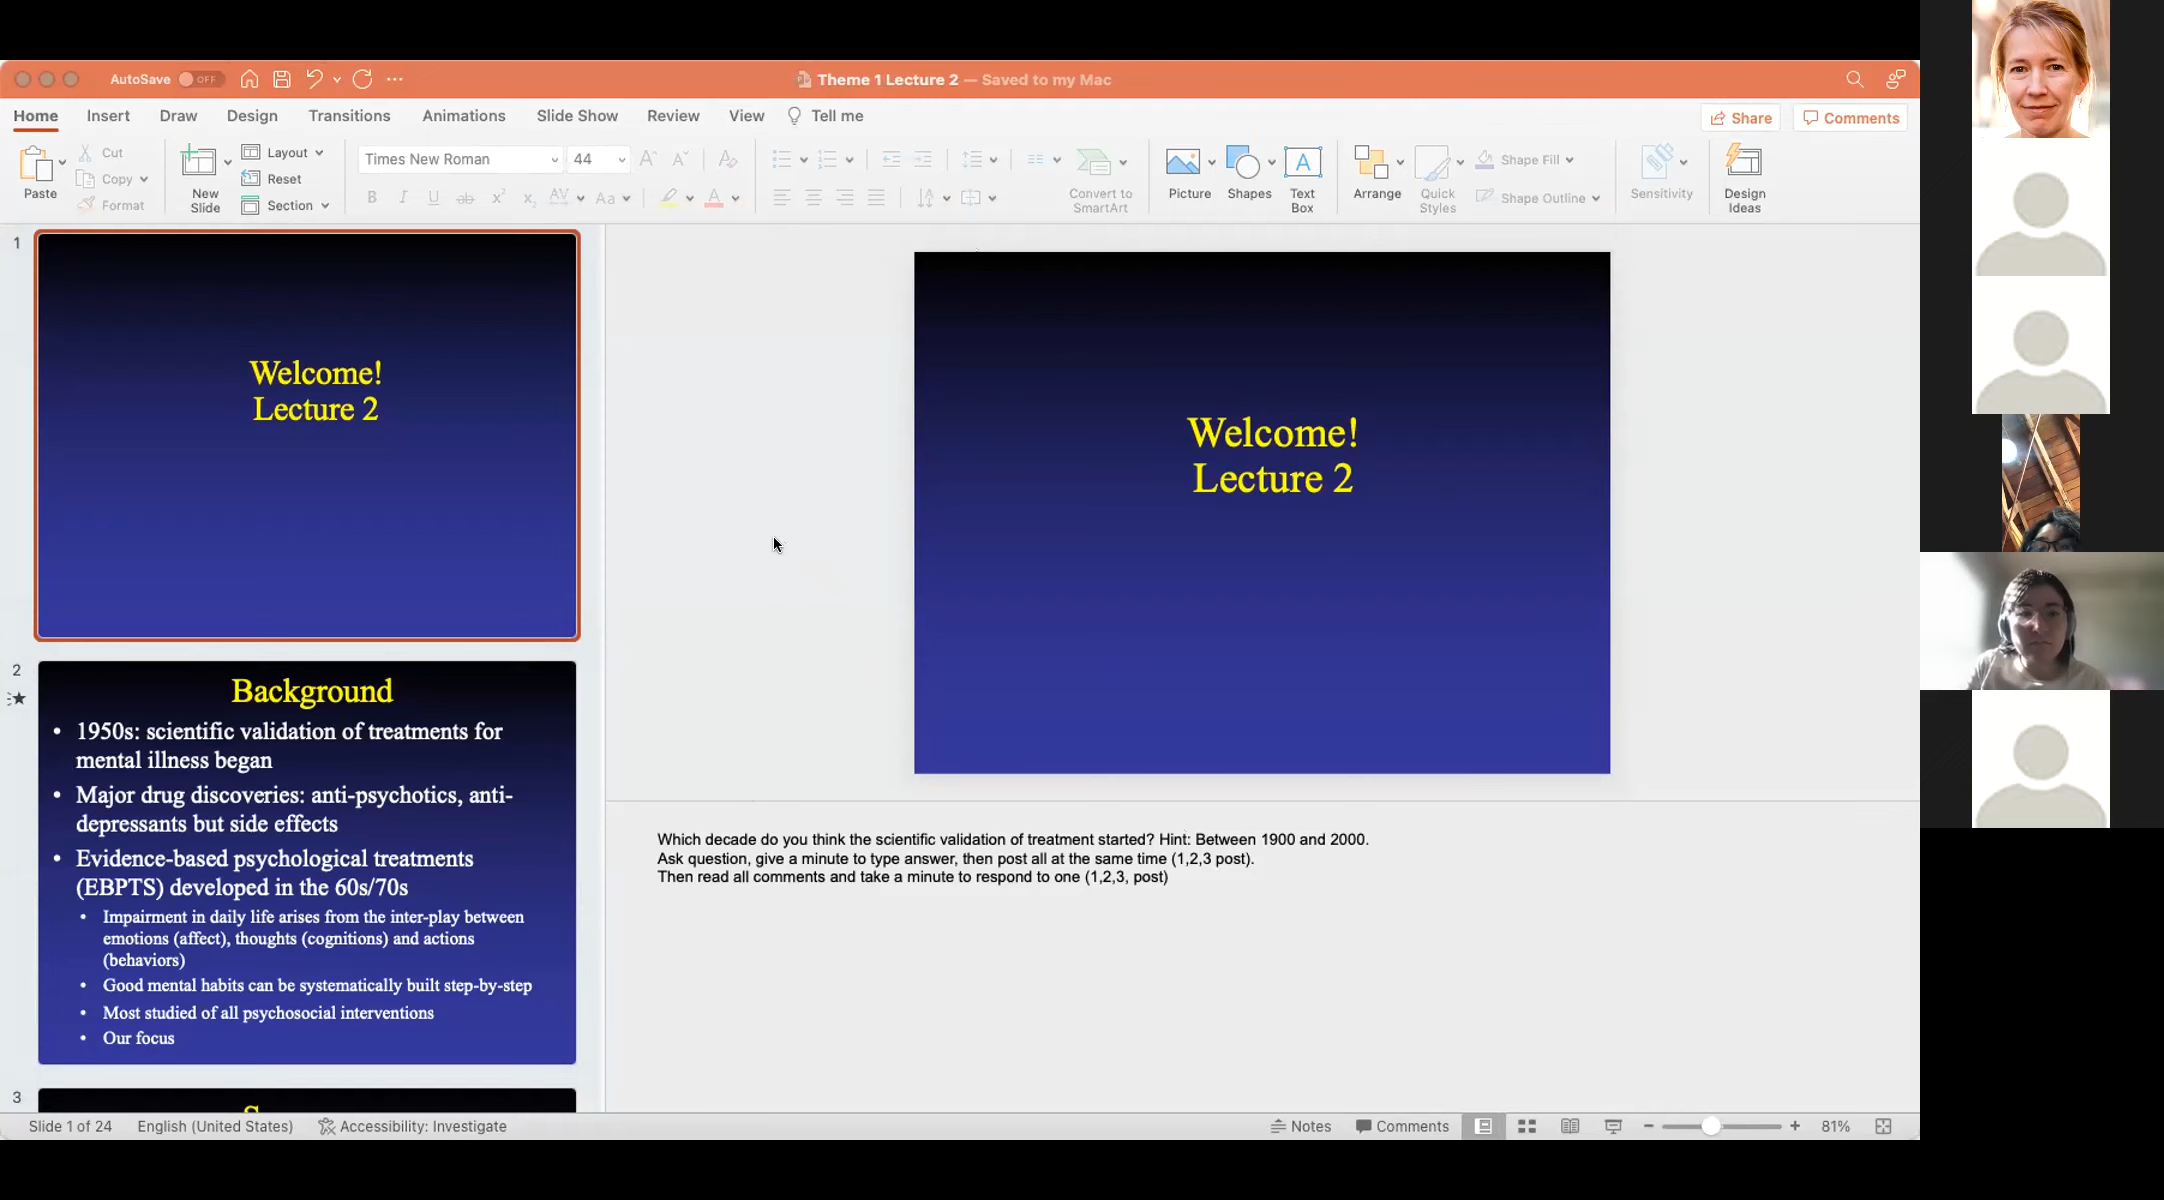 AutoSave OFF
Theme 1 Lecture 2 — Saved to my Mac
Home Insert Draw Design Transitions Animations Slide Show Review View Tell me
Share Comments
Paste
Cut
Copy
Format
New
Slide
Layout
Reset
Section
Times New Roman 44
Convert to
SmartArt
Picture
Shapes
Text
Box
Arrange
Quick
Styles
Shape Fill
Shape Outline
Sensitivity
Design
Ideas
1
Welcome!
Lecture 2
2
Background
• 1950s: scientific validation of treatments for
mental illness began
• Major drug discoveries: anti-psychotics, anti-
depressants but side effects
• Evidence-based psychological treatments
(EBPTS) developed in the 60s/70s
• Impairment in daily life arises from the inter-play between
emotions (affect), thoughts (cognitions) and actions
(behaviors)
• Good mental habits can be systematically built step-by-step
• Most studied of all psychosocial interventions
• Our focus
3
Welcome!
Lecture 2
Which decade do you think the scientific validation of treatment started? Hint: Between 1900 and 2000.
Ask question, give a minute to type answer, then post all at the same time (1,2,3 post).
Then read all comments and take a minute to respond to one (1,2,3, post)
Slide 1 of 24 English (United States) Accessibility: Investigate
Notes Comments 81%